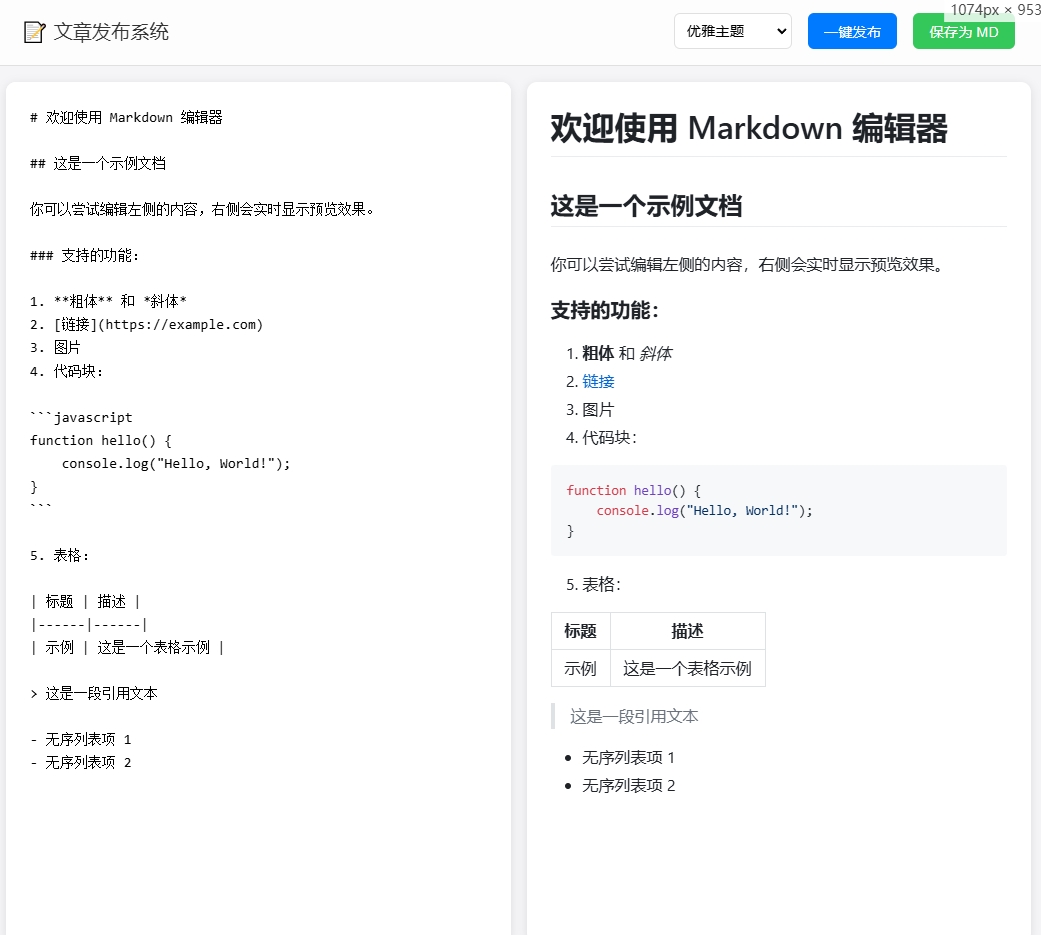 📝 文章发布系统
优雅主题
一键发布
保存为 MD
1074px × 953
# 欢迎使用 Markdown 编辑器
## 这是一个示例文档
你可以尝试编辑左侧的内容，右侧会实时显示预览效果。
### 支持的功能：
1. **粗体** 和 *斜体*
2. [链接](https://example.com)
3. 图片
4. 代码块：
```javascript
function hello() {
    console.log("Hello, World!");
}
```
5. 表格：
| 标题 | 描述 |
|------|------|
| 示例 | 这是一个表格示例 |
> 这是一段引用文本
- 无序列表项 1
- 无序列表项 2
欢迎使用 Markdown 编辑器
这是一个示例文档
你可以尝试编辑左侧的内容，右侧会实时显示预览效果。
支持的功能：
1. 粗体 和 斜体
2. 链接
3. 图片
4. 代码块：
function hello() {
    console.log("Hello, World!");
}
5. 表格：
标题 描述
示例 这是一个表格示例
这是一段引用文本
• 无序列表项 1
• 无序列表项 2